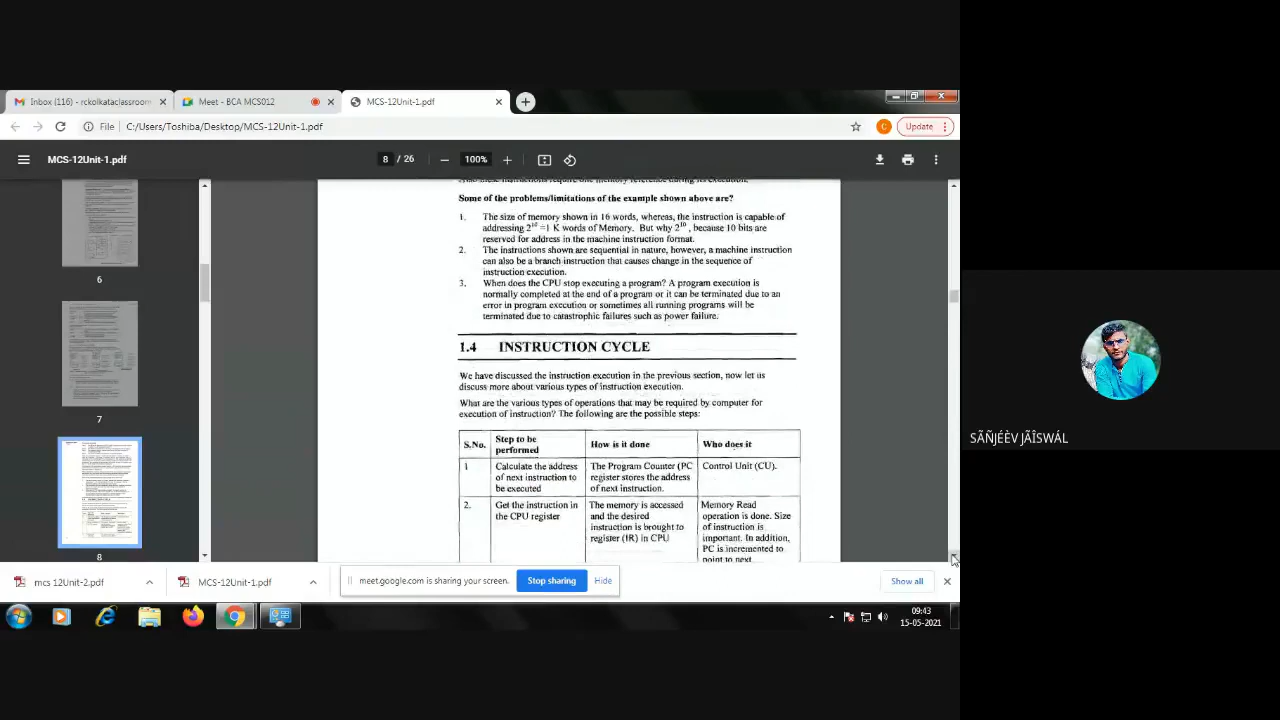 Inbox (116) - rckolkataclassroom
Meet - BCA MCS012
MCS-12Unit-1.pdf
File
C:/Users/Toshiba/Desktop/MCS-12Unit-1.pdf
C
Update
MCS-12Unit-1.pdf
8 / 26
100%
6
7
8
Some of the problems/limitations of the example shown above are?
1. The size of memory shown in 16 words, whereas, the instruction is capable of
addressing 2¹⁰ =1 K words of Memory. But why 2¹⁰, because 10 bits are
reserved for address in the machine instruction format.
2. The instructions shown are sequential in nature, however, a machine instruction
can also be a branch instruction that causes change in the sequence of
instruction execution.
3. When does the CPU stop executing a program? A program execution is
normally completed at the end of a program or it can be terminated due to an
error in program execution or sometimes all running programs will be
terminated due to catastrophic failures such as power failure.
1.4 INSTRUCTION CYCLE
We have discussed the instruction execution in the previous section, now let us
discuss more about various types of instruction execution.
What are the various types of operations that may be required by computer for
execution of instruction? The following are the possible steps:
S.No.
Step to be
performed
How is it done
Who does it
1
Calculate the address
of next instruction to
be executed
The Program Counter (PC
register stores the address
of next instruction.
Control Unit (CU).
2.
Get the instruction in
the CPU register
The memory is accessed
and the desired
instruction is brought to
register (IR) in CPU
Memory Read
operation is done. Size
of instruction is
important. In addition,
PC is incremented to
point to next
SÃÑJÉÈV JÃÎSWÁL
mcs 12Unit-2.pdf
MCS-12Unit-1.pdf
meet.google.com is sharing your screen.
Stop sharing
Hide
Show all
09:43
15-05-2021